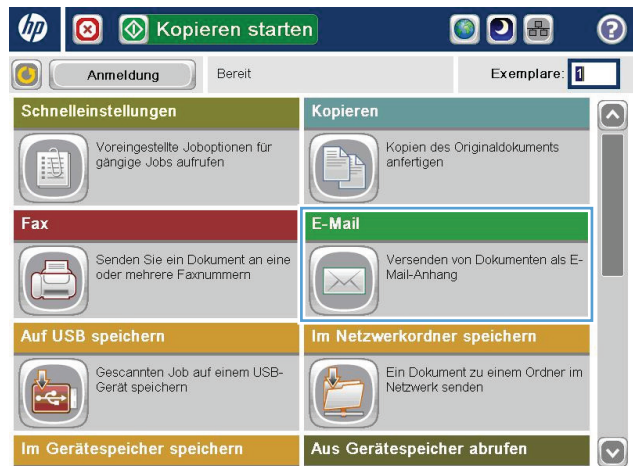 hp
Kopieren starten
?
Anmeldung
Bereit
Exemplare: 1
Schnelleinstellungen
Voreingestellte Joboptionen für
gängige Jobs aufrufen
Kopieren
Kopien des Originaldokuments
anfertigen
Fax
Senden Sie ein Dokument an eine
oder mehrere Faxnummern
E-Mail
Versenden von Dokumenten als E-
Mail-Anhang
Auf USB speichern
Gescannten Job auf einem USB-
Gerät speichern
Im Netzwerkordner speichern
Ein Dokument zu einem Ordner im
Netzwerk senden
Im Gerätespeicher speichern
Aus Gerätespeicher abrufen